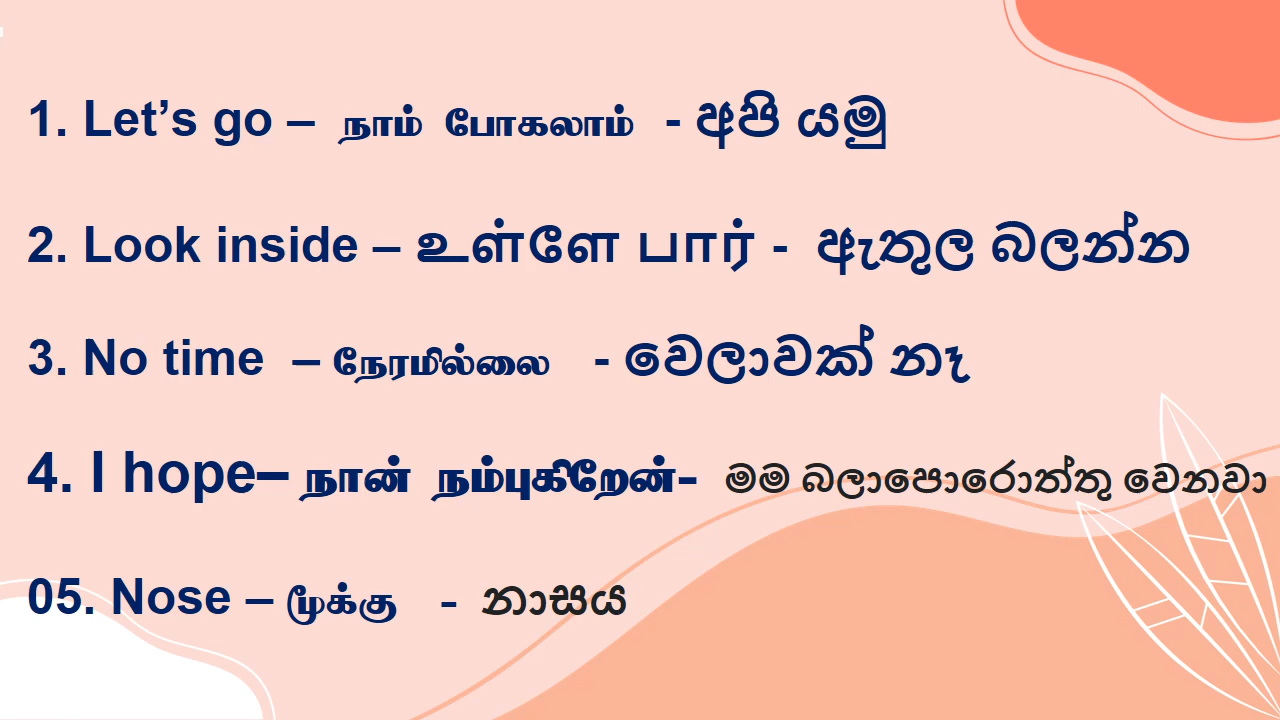 1. Let’s go – நாம் போகலாம் - අපි යමු
2. Look inside – உள்ளே பார் - ඇතුල බලන්න
3. No time – நேரமில்லை - වෙලාවක් නෑ
4. I hope– நான் நம்புகிறேன்- මම බලාපොරොත්තු වෙනවා
05. Nose – மூக்கு - නාසය